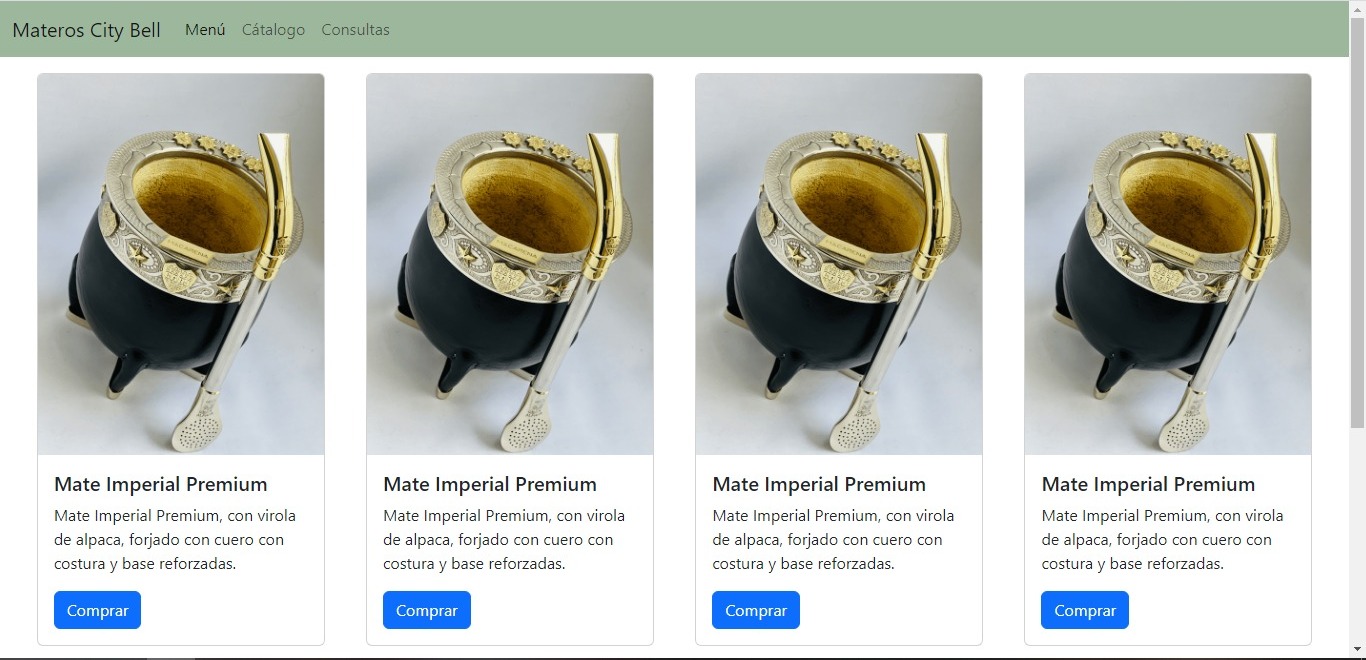 Materos City Bell Menú Cátalogo Consultas
Mate Imperial Premium
Mate Imperial Premium, con virola
de alpaca, forjado con cuero con
costura y base reforzadas.
Comprar
Mate Imperial Premium
Mate Imperial Premium, con virola
de alpaca, forjado con cuero con
costura y base reforzadas.
Comprar
Mate Imperial Premium
Mate Imperial Premium, con virola
de alpaca, forjado con cuero con
costura y base reforzadas.
Comprar
Mate Imperial Premium
Mate Imperial Premium, con virola
de alpaca, forjado con cuero con
costura y base reforzadas.
Comprar